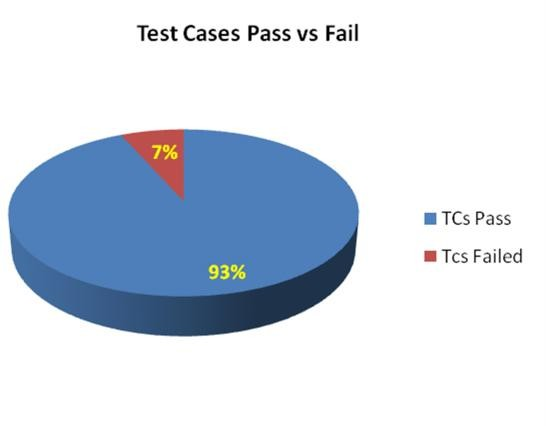 Test Cases Pass vs Fail
7%
TCs Pass
Tcs Failed
93%